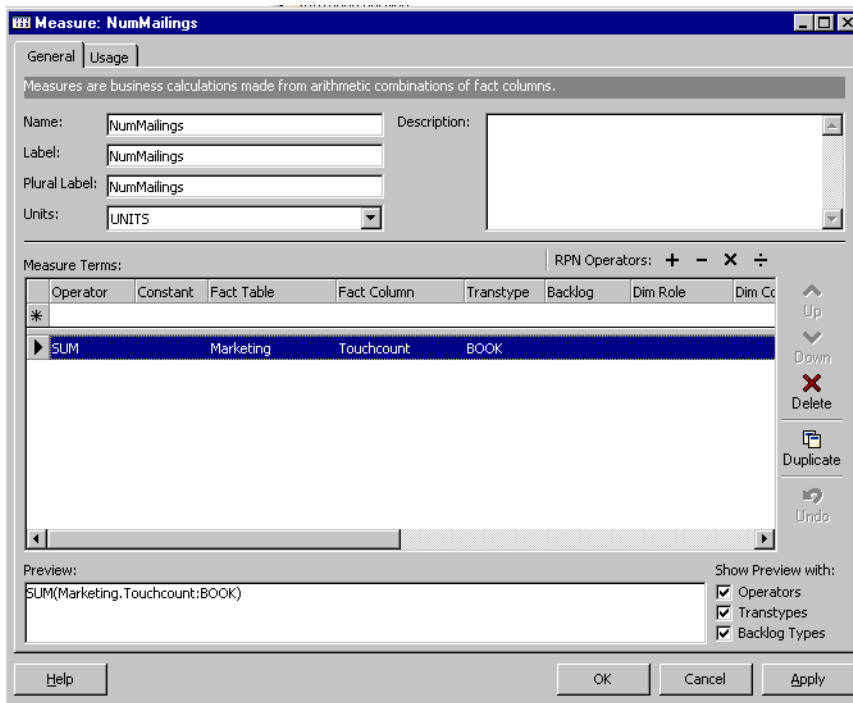 Measure: NumMailings
General Usage
Measures are business calculations made from arithmetic combinations of fact columns.
Name: NumMailings Description:
Label: NumMailings
Plural Label: NumMailings
Units: UNITS
Measure Terms: RPN Operators: + − × ÷
Operator Constant Fact Table Fact Column Transtype Backlog Dim Role Dim Cc
SUM Marketing Touchcount BOOK
Up
Down
Delete
Duplicate
Undo
Preview: Show Preview with:
SUM(Marketing.Touchcount:BOOK)
Operators
Transtypes
Backlog Types
Help OK Cancel Apply